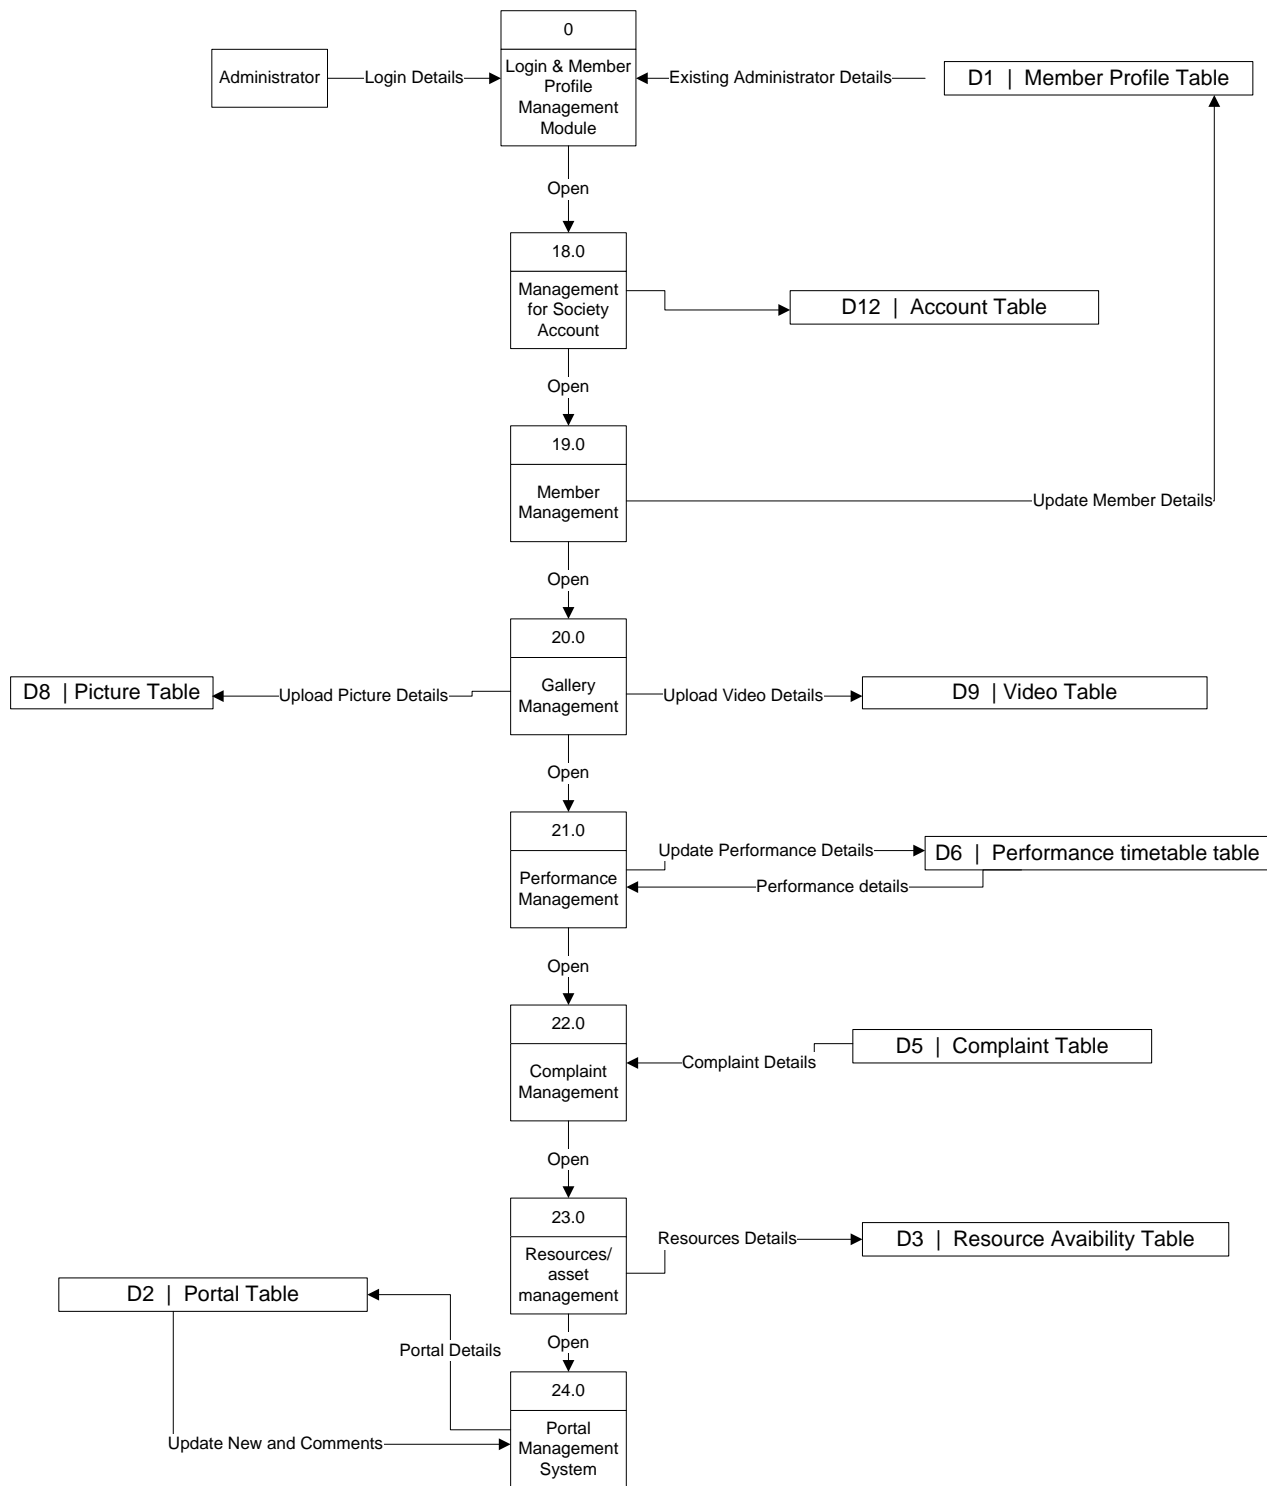 0
Administrator
Login Details
Login & Member
Profile
Management
Module
Existing Administrator Details
D1 | Member Profile Table
Open
18.0
Management
for Society
Account
D12 | Account Table
Open
19.0
Member
Management
Update Member Details
Open
20.0
D8 | Picture Table
Upload Picture Details
Gallery
Management
Upload Video Details
D9 | Video Table
Open
21.0
Update Performance Details
D6 | Performance timetable table
Performance
Management
Performance details
Open
22.0
Complaint
Management
Complaint Details
D5 | Complaint Table
Open
23.0
Resources/
asset
management
Resources Details
D3 | Resource Avaibility Table
D2 | Portal Table
Open
Portal Details
24.0
Update New and Comments
Portal
Management
System